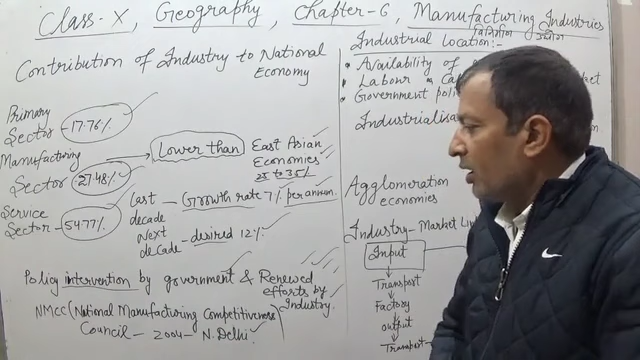 Class-X, Geography, Chapter-6, Manufacturing Industries
विनिर्माण उद्योग
Contribution of Industry to National
Economy
Primary
Sector - 17.76%
Manufacturing
Sector 27.48%
Lower than East Asian
Economies
25 to 35%
Service
Sector - 54.77%
Last
decade
Growth rate 7% per annum
Next
decade
desired 12%
Policy intervention by government & Renewed
efforts by
Industry
NMCC (National Manufacturing Competitiveness
Council - 2004 - N. Delhi
Industrial Location:-
• Availability of
• Labour
• Government
Agglomeration
economies
Industry - Market
Input
Transport
Factory
output
Transport